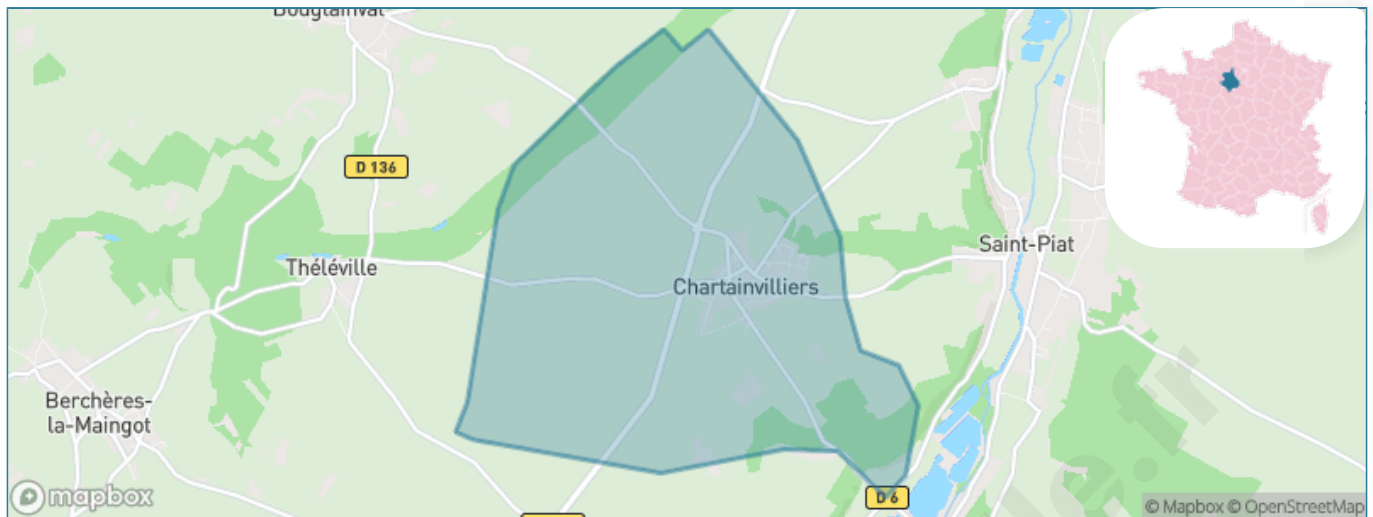 D 136
Saint-Piat
Théléville
Chartainvilliers
Berchères-
la-Maingot
mapbox
D 6
© Mapbox © OpenStreetMap